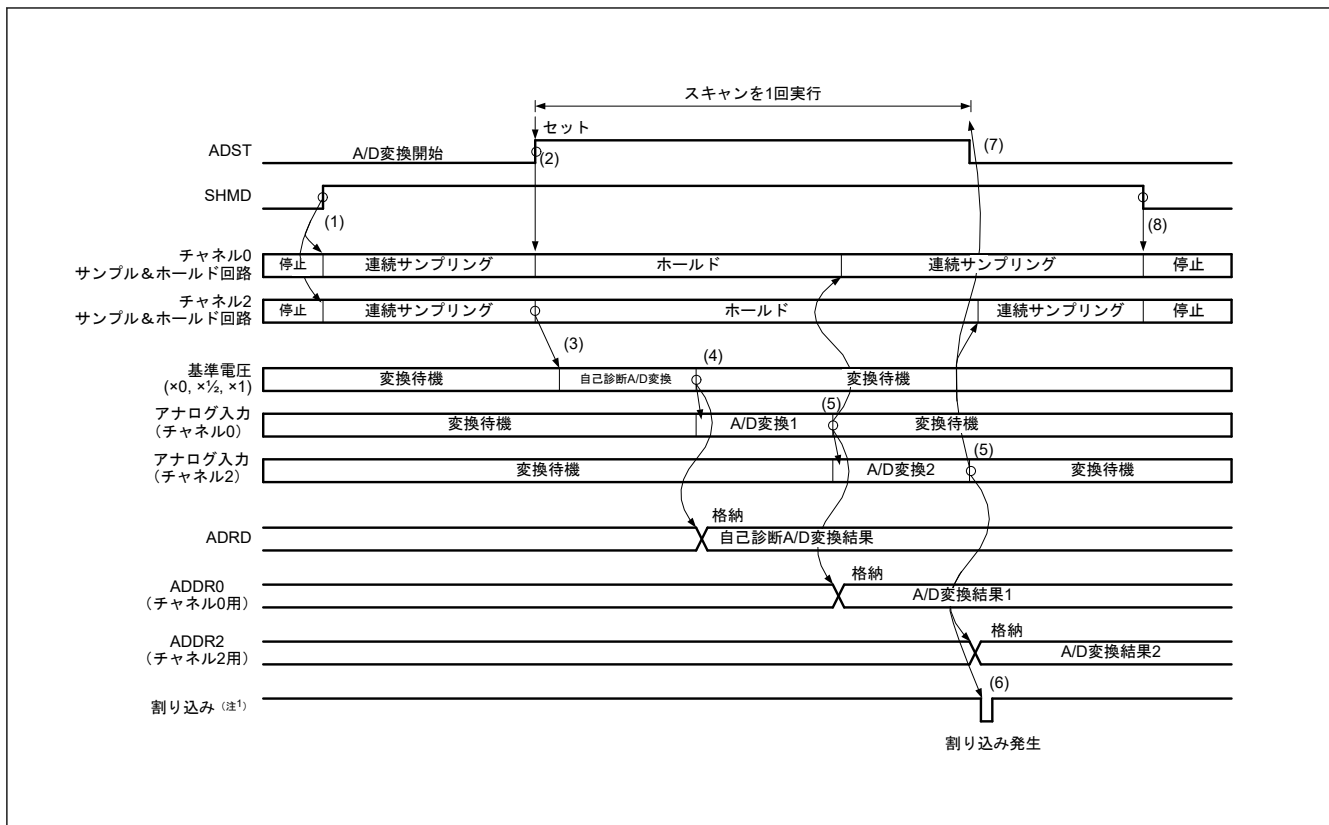 スキャンを1回実行
セット
ADST
A/D変換開始
(2)
(7)
SHMD
(1)
(8)
チャネル0
サンプル＆ホールド回路
停止
連続サンプリング
ホールド
連続サンプリング
停止
チャネル2
サンプル＆ホールド回路
停止
連続サンプリング
ホールド
連続サンプリング
停止
(3)
(4)
基準電圧
(×0, ×½, ×1)
変換待機
自己診断A/D変換
変換待機
アナログ入力
（チャネル0）
変換待機
A/D変換1
(5)
変換待機
アナログ入力
（チャネル2）
変換待機
A/D変換2
(5)
変換待機
ADRD
格納
自己診断A/D変換結果
ADDR0
（チャネル0用）
格納
A/D変換結果1
ADDR2
（チャネル2用）
格納
A/D変換結果2
割り込み（注1）
(6)
割り込み発生